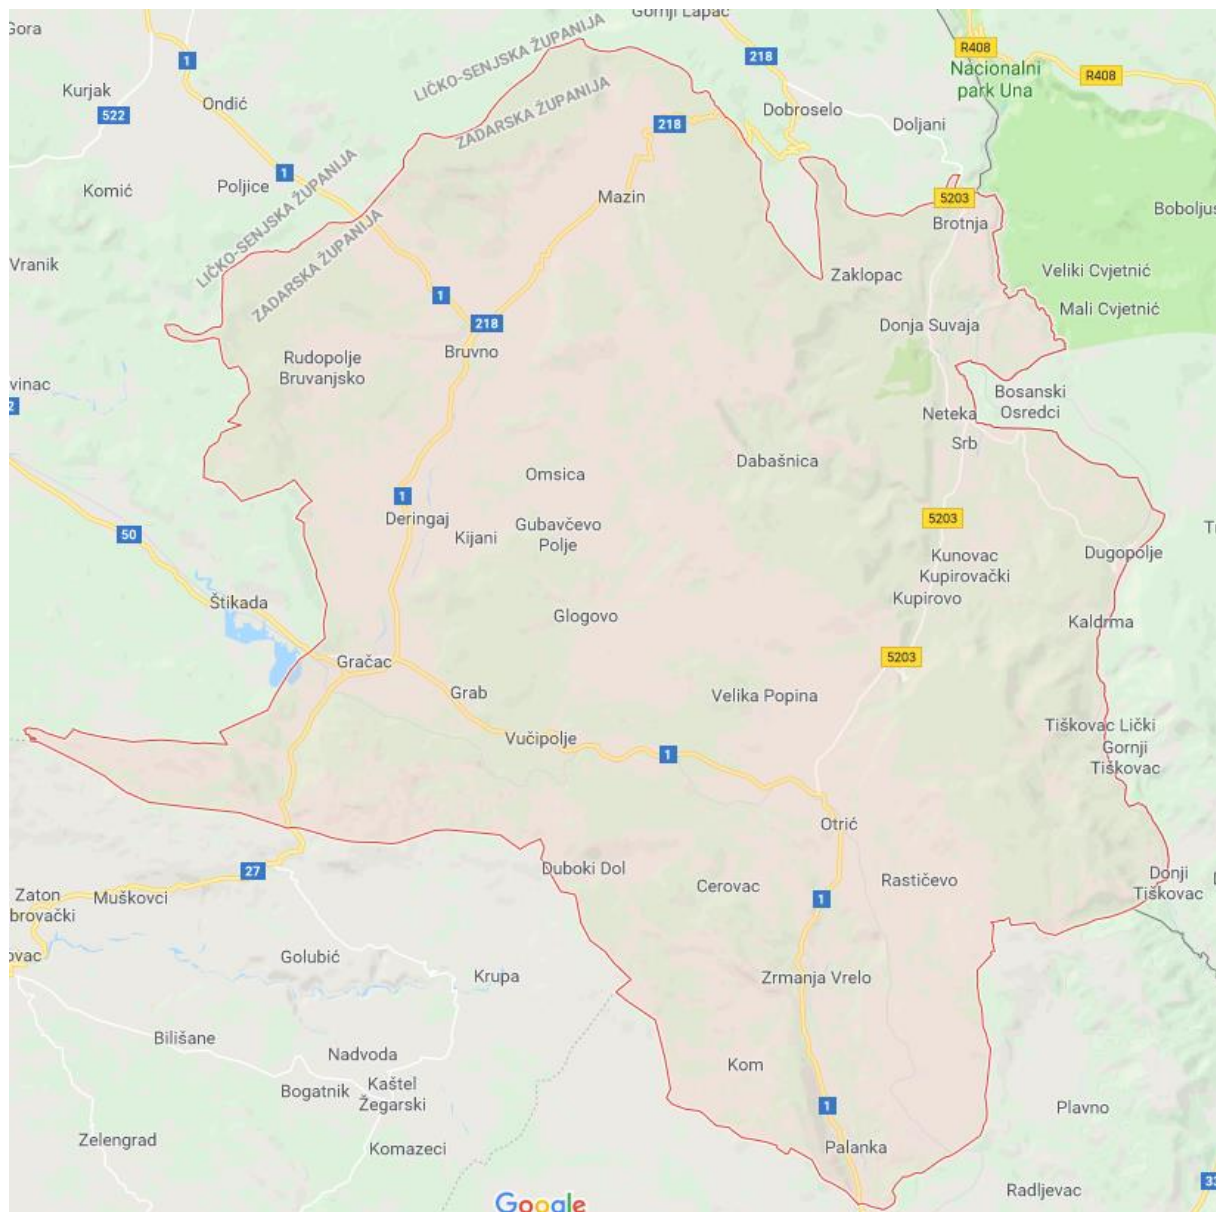 Gornji Lapac
Gora
1
R408
218
R408
Nacionalni
park Una
Kurjak
LIČKO-SENJSKA ŽUPANIJA
Ondić
522
Dobroselo
ZADARSKA ŽUPANIJA
218
Doljani
1
Poljice
Komić
LIČKO-SENJSKA ŽUPANIJA
Mazin
5203
Brotnja
ZADARSKA ŽUPANIJA
Vranik
Zaklopac
Veliki Cvjetnić
1
Mali Cvjetnić
218
Donja Suvaja
Rudopolje
Bruvanjsko
Bruvno
Bosanski
Osredci
Neteka
Srb
Dabašnica
Omsica
1
Deringaj
5203
Gubavčevo
Polje
Kijani
50
Dugopolje
Kunovac
Kupirovački
Kupirovo
Štikada
Glogovo
Kaldrma
5203
Gračac
Grab
Velika Popina
Tiškovac Lički
Vučipolje
Gornji
Tiškovac
1
Otrić
Duboki Dol
27
Donji
Tiškovac
Cerovac
Rastičevo
Zaton
Muškovci
1
Golubić
Krupa
Zrmanja Vrelo
Bilišane
Nadvoda
Kom
Bogatnik
Kaštel
Žegarski
1
Plavno
Zelengrad
Komazeci
Palanka
Radljevac
Google